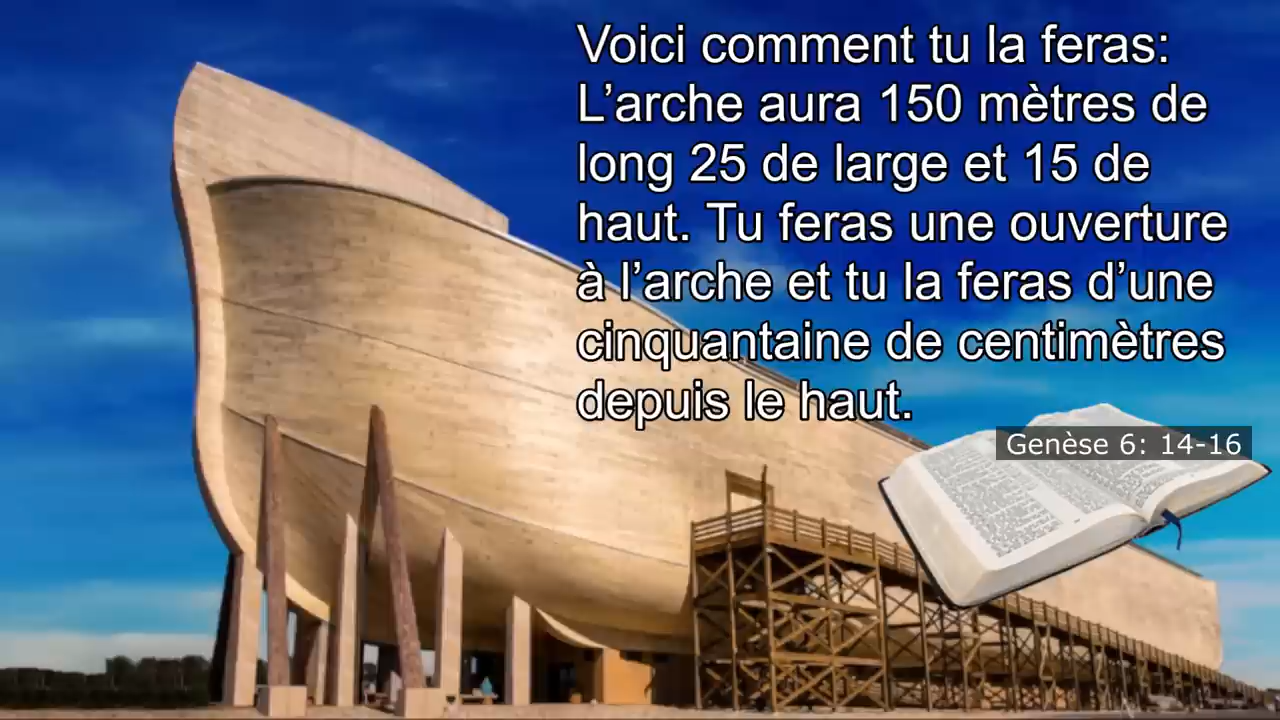 Voici comment tu la feras:
L’arche aura 150 mètres de
long 25 de large et 15 de
haut. Tu feras une ouverture
à l’arche et tu la feras d’une
cinquantaine de centimètres
depuis le haut.
Genèse 6: 14-16